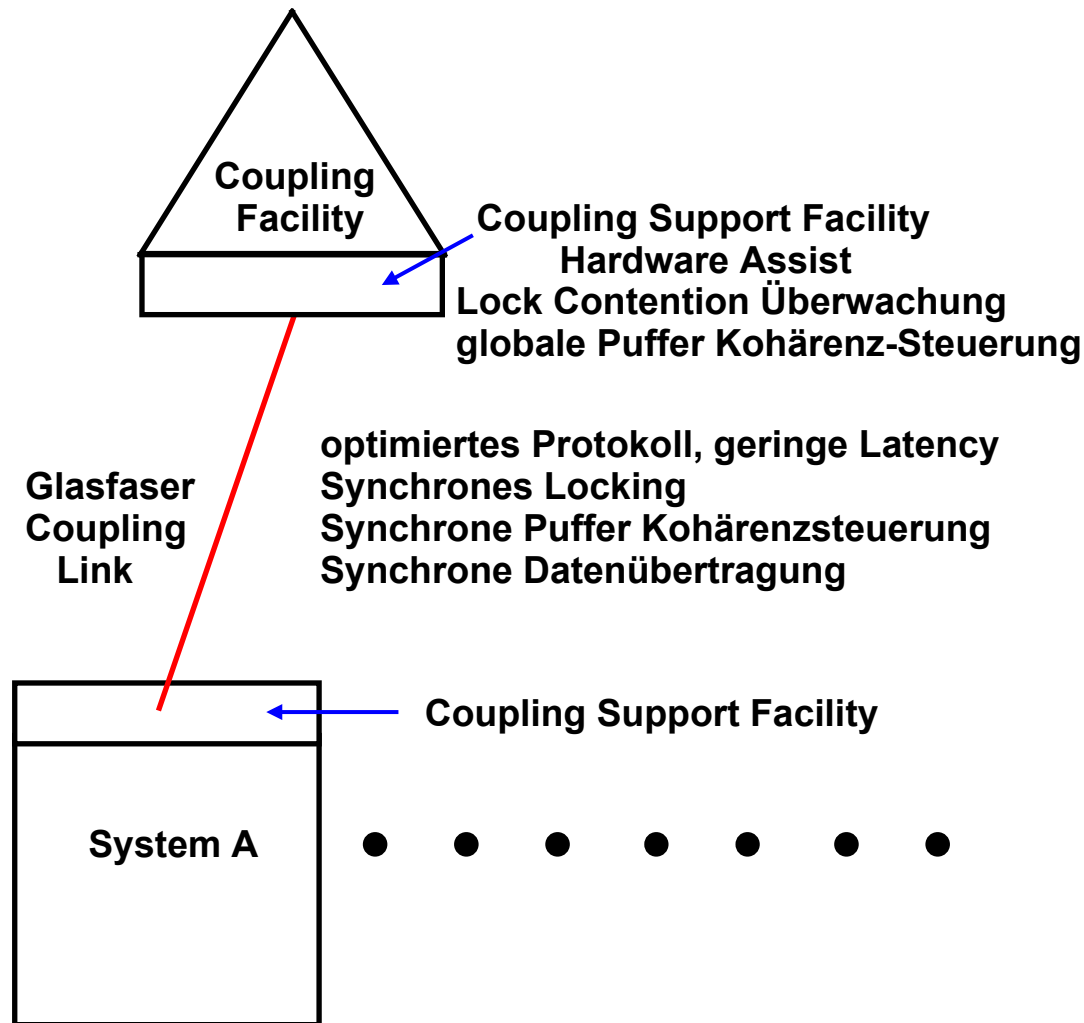 Coupling
Facility
Coupling Support Facility
Hardware Assist
Lock Contention Überwachung
globale Puffer Kohärenz-Steuerung
optimiertes Protokoll, geringe Latency
Synchrones Locking
Synchrone Puffer Kohärenzsteuerung
Synchrone Datenübertragung
Glasfaser
Coupling
Link
Coupling Support Facility
System A